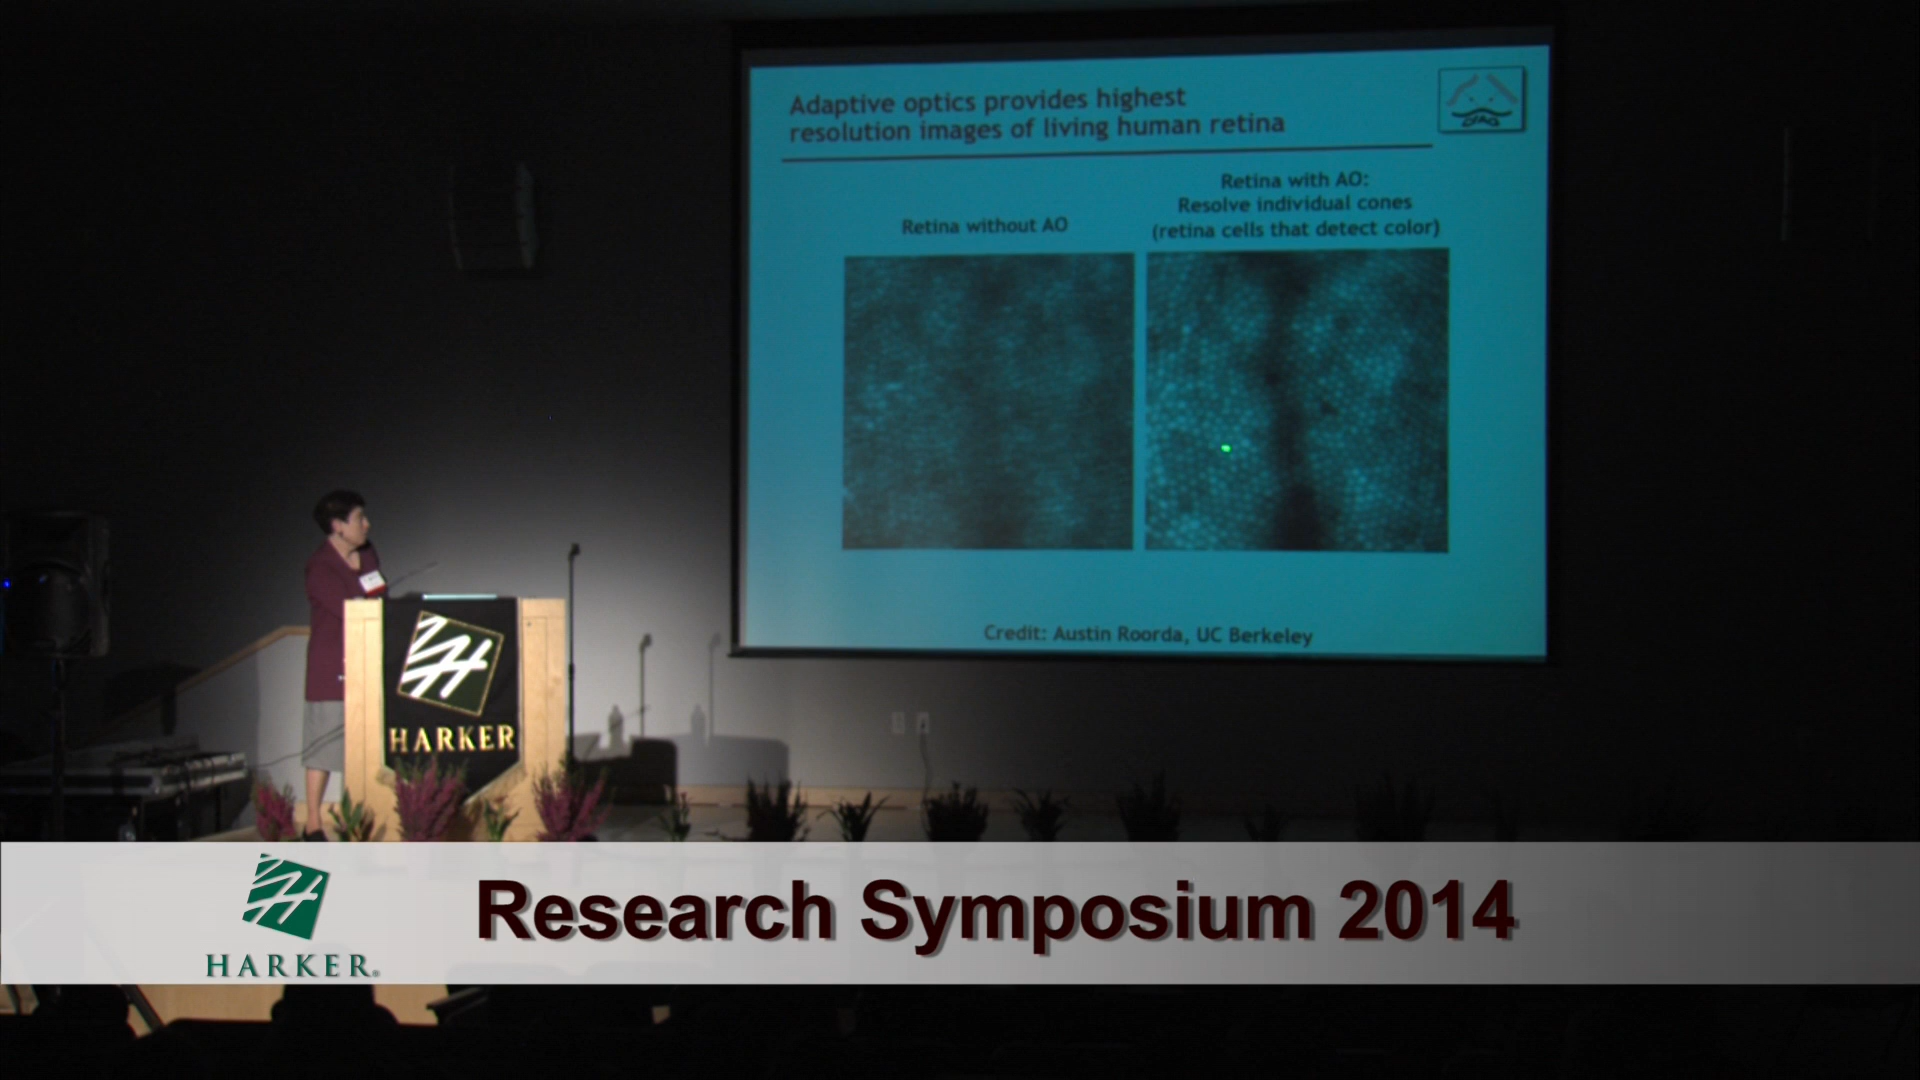 Adaptive optics provides highest
resolution images of living human retina
CfAO
Retina without AO
Retina with AO:
Resolve individual cones
(retina cells that detect color)
Credit: Austin Roorda, UC Berkeley
HARKER
HARKER®
Research Symposium 2014